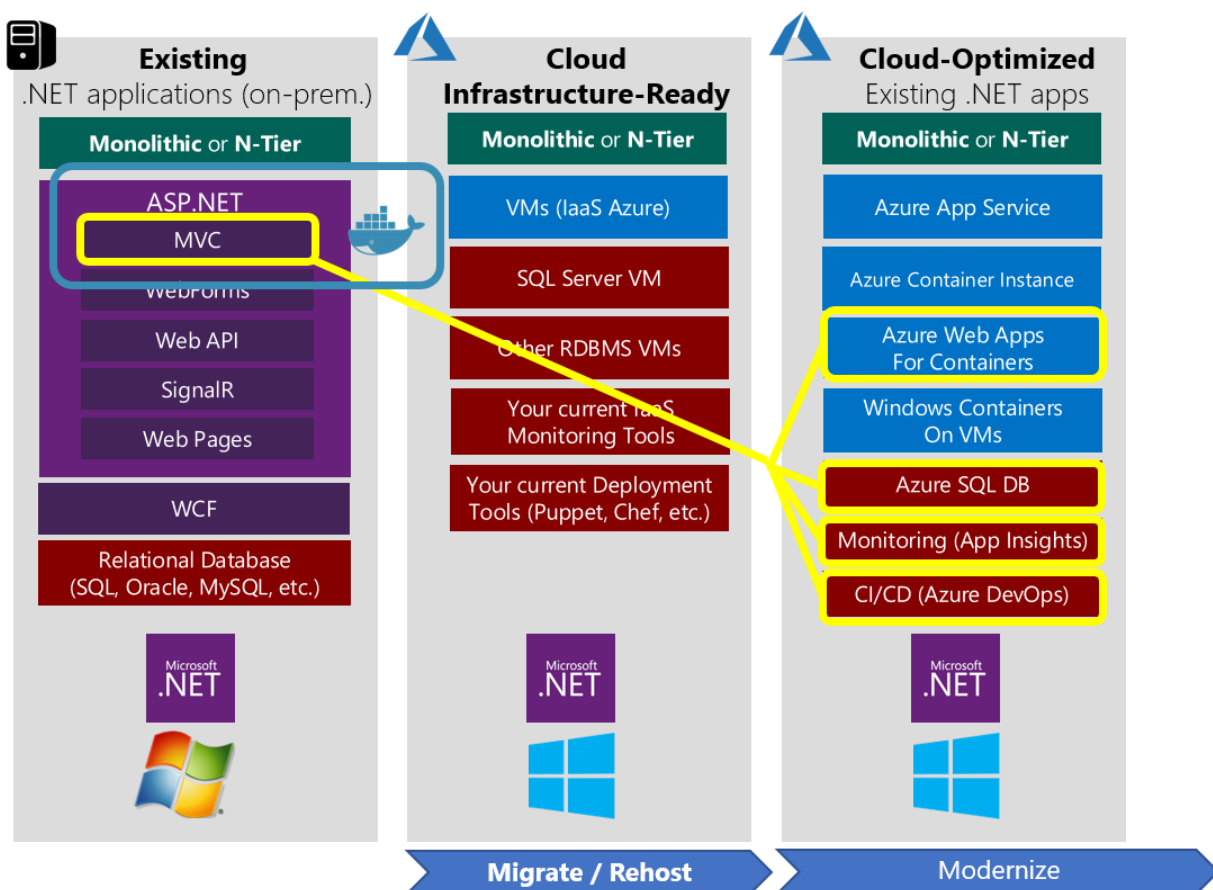 Existing
.NET applications (on-prem.)
Monolithic or N-Tier
ASP.NET
MVC
WebForms
Web API
SignalR
Web Pages
WCF
Relational Database
(SQL, Oracle, MySQL, etc.)
Microsoft
.NET
Cloud
Infrastructure-Ready
Monolithic or N-Tier
VMs (IaaS Azure)
SQL Server VM
Other RDBMS VMs
Your current IaaS
Monitoring Tools
Your current Deployment
Tools (Puppet, Chef, etc.)
Microsoft
.NET
Migrate / Rehost
Cloud-Optimized
Existing .NET apps
Monolithic or N-Tier
Azure App Service
Azure Container Instance
Azure Web Apps
For Containers
Windows Containers
On VMs
Azure SQL DB
Monitoring (App Insights)
CI/CD (Azure DevOps)
Microsoft
.NET
Modernize